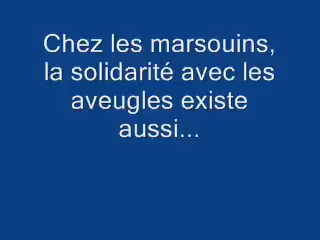 Chez les marsouins,
la solidarité avec les
aveugles existe
aussi...